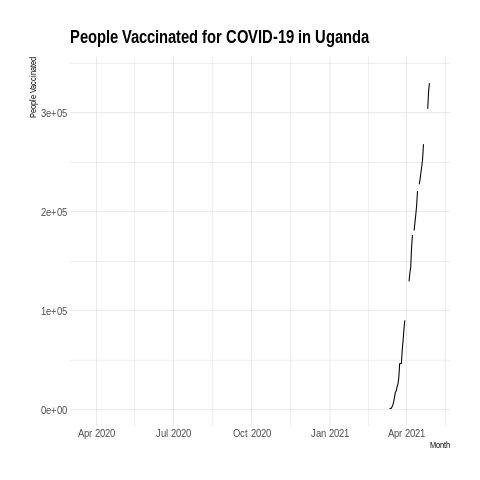 People Vaccinated for COVID-19 in Uganda
People Vaccinated
3e+05
2e+05
1e+05
0e+00
Apr 2020 Jul 2020 Oct 2020 Jan 2021 Apr 2021
Month